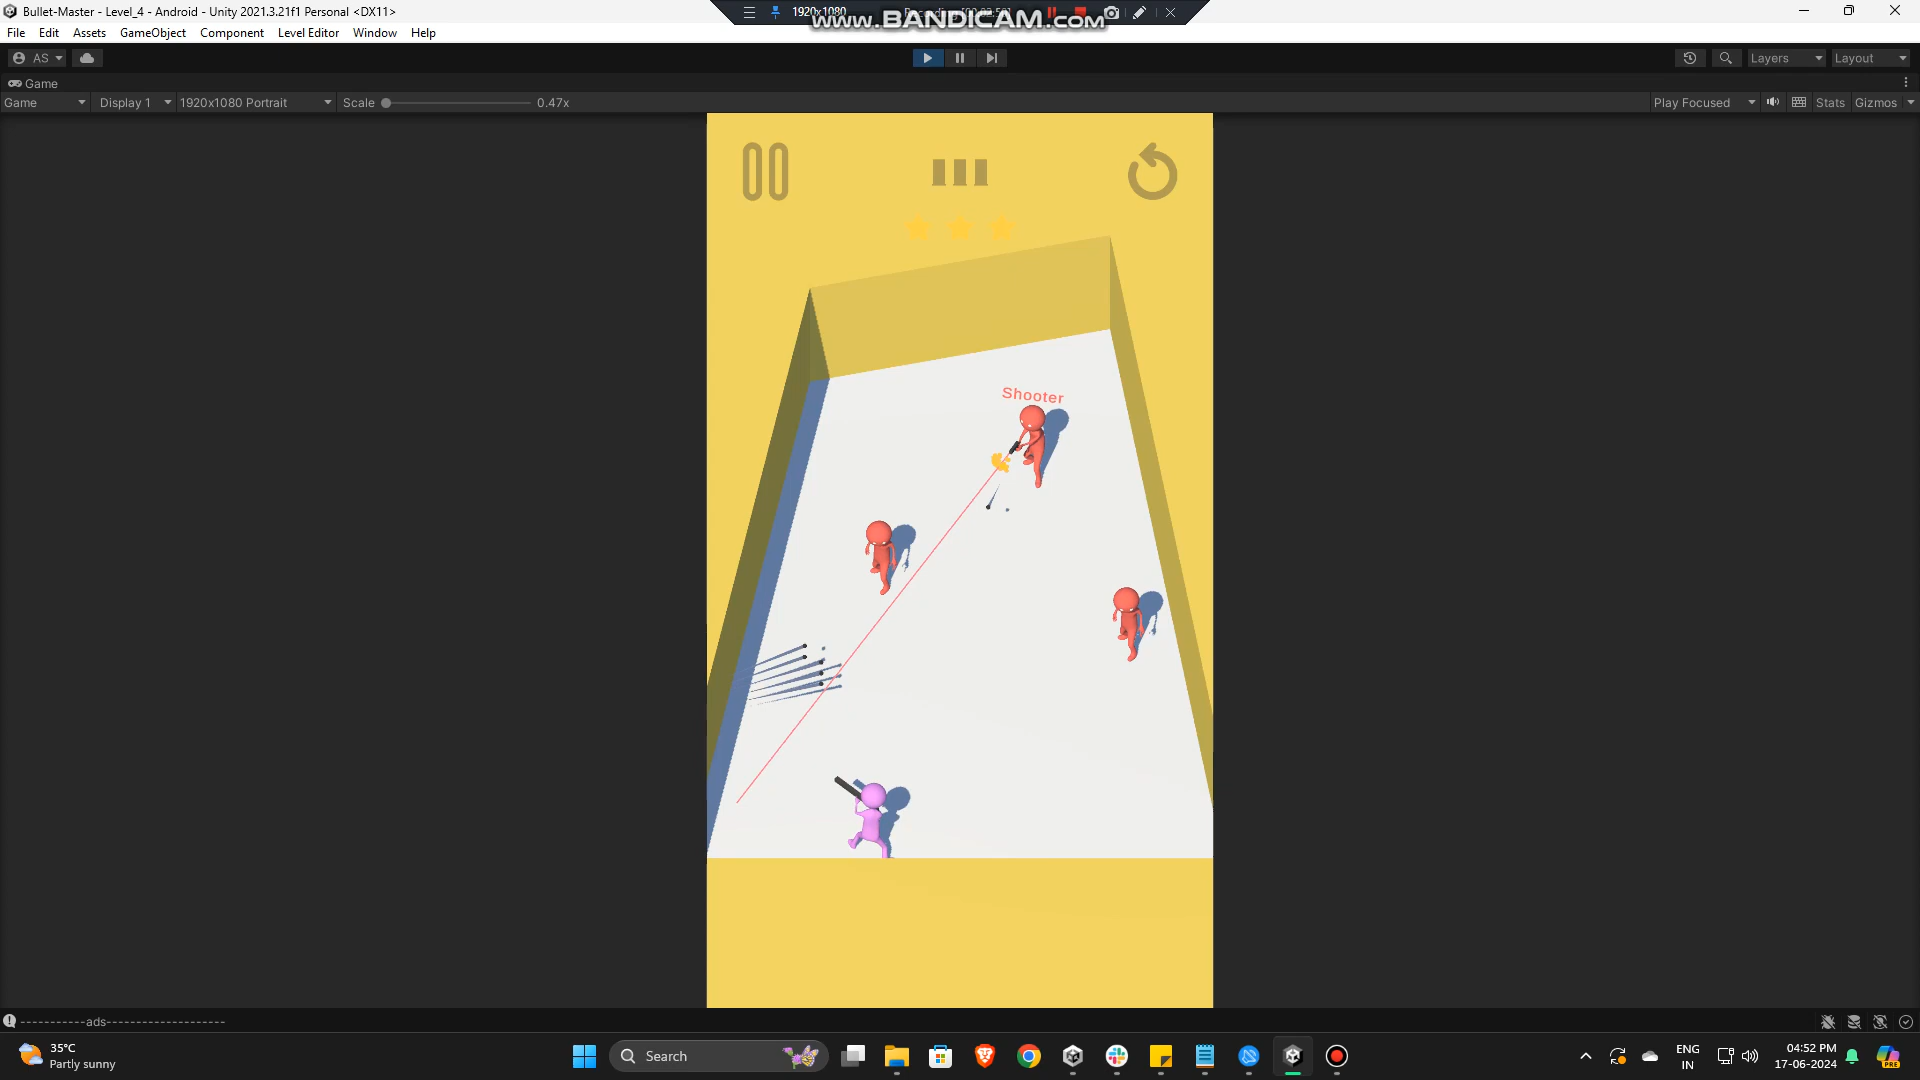 Bullet-Master - Level_4 - Android - Unity 2021.3.21f1 Personal <DX11>
1920x1080
www.BANDICAM.com
File Edit Assets GameObject Component Level Editor Window Help
AS
Layers Layout
Game
Game Display 1 1920x1080 Portrait Scale 0.47x Play Focused Stats Gizmos
Shooter
-----------ads--------------------
35°C
Partly sunny
Search
ENG
IN
04:52 PM
17-06-2024
PRE